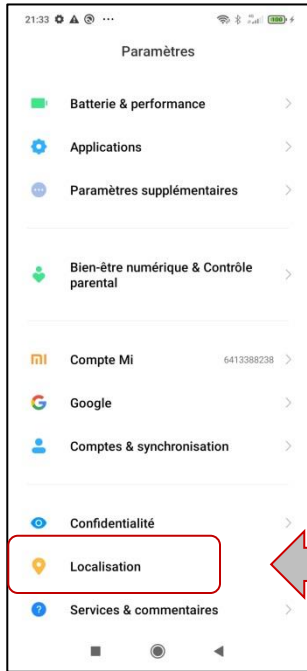 21:33
Paramètres
Batterie & performance
Applications
Paramètres supplémentaires
Bien-être numérique & Contrôle
parental
Compte Mi 6413388238
Google
Comptes & synchronisation
Confidentialité
Localisation
Services & commentaires